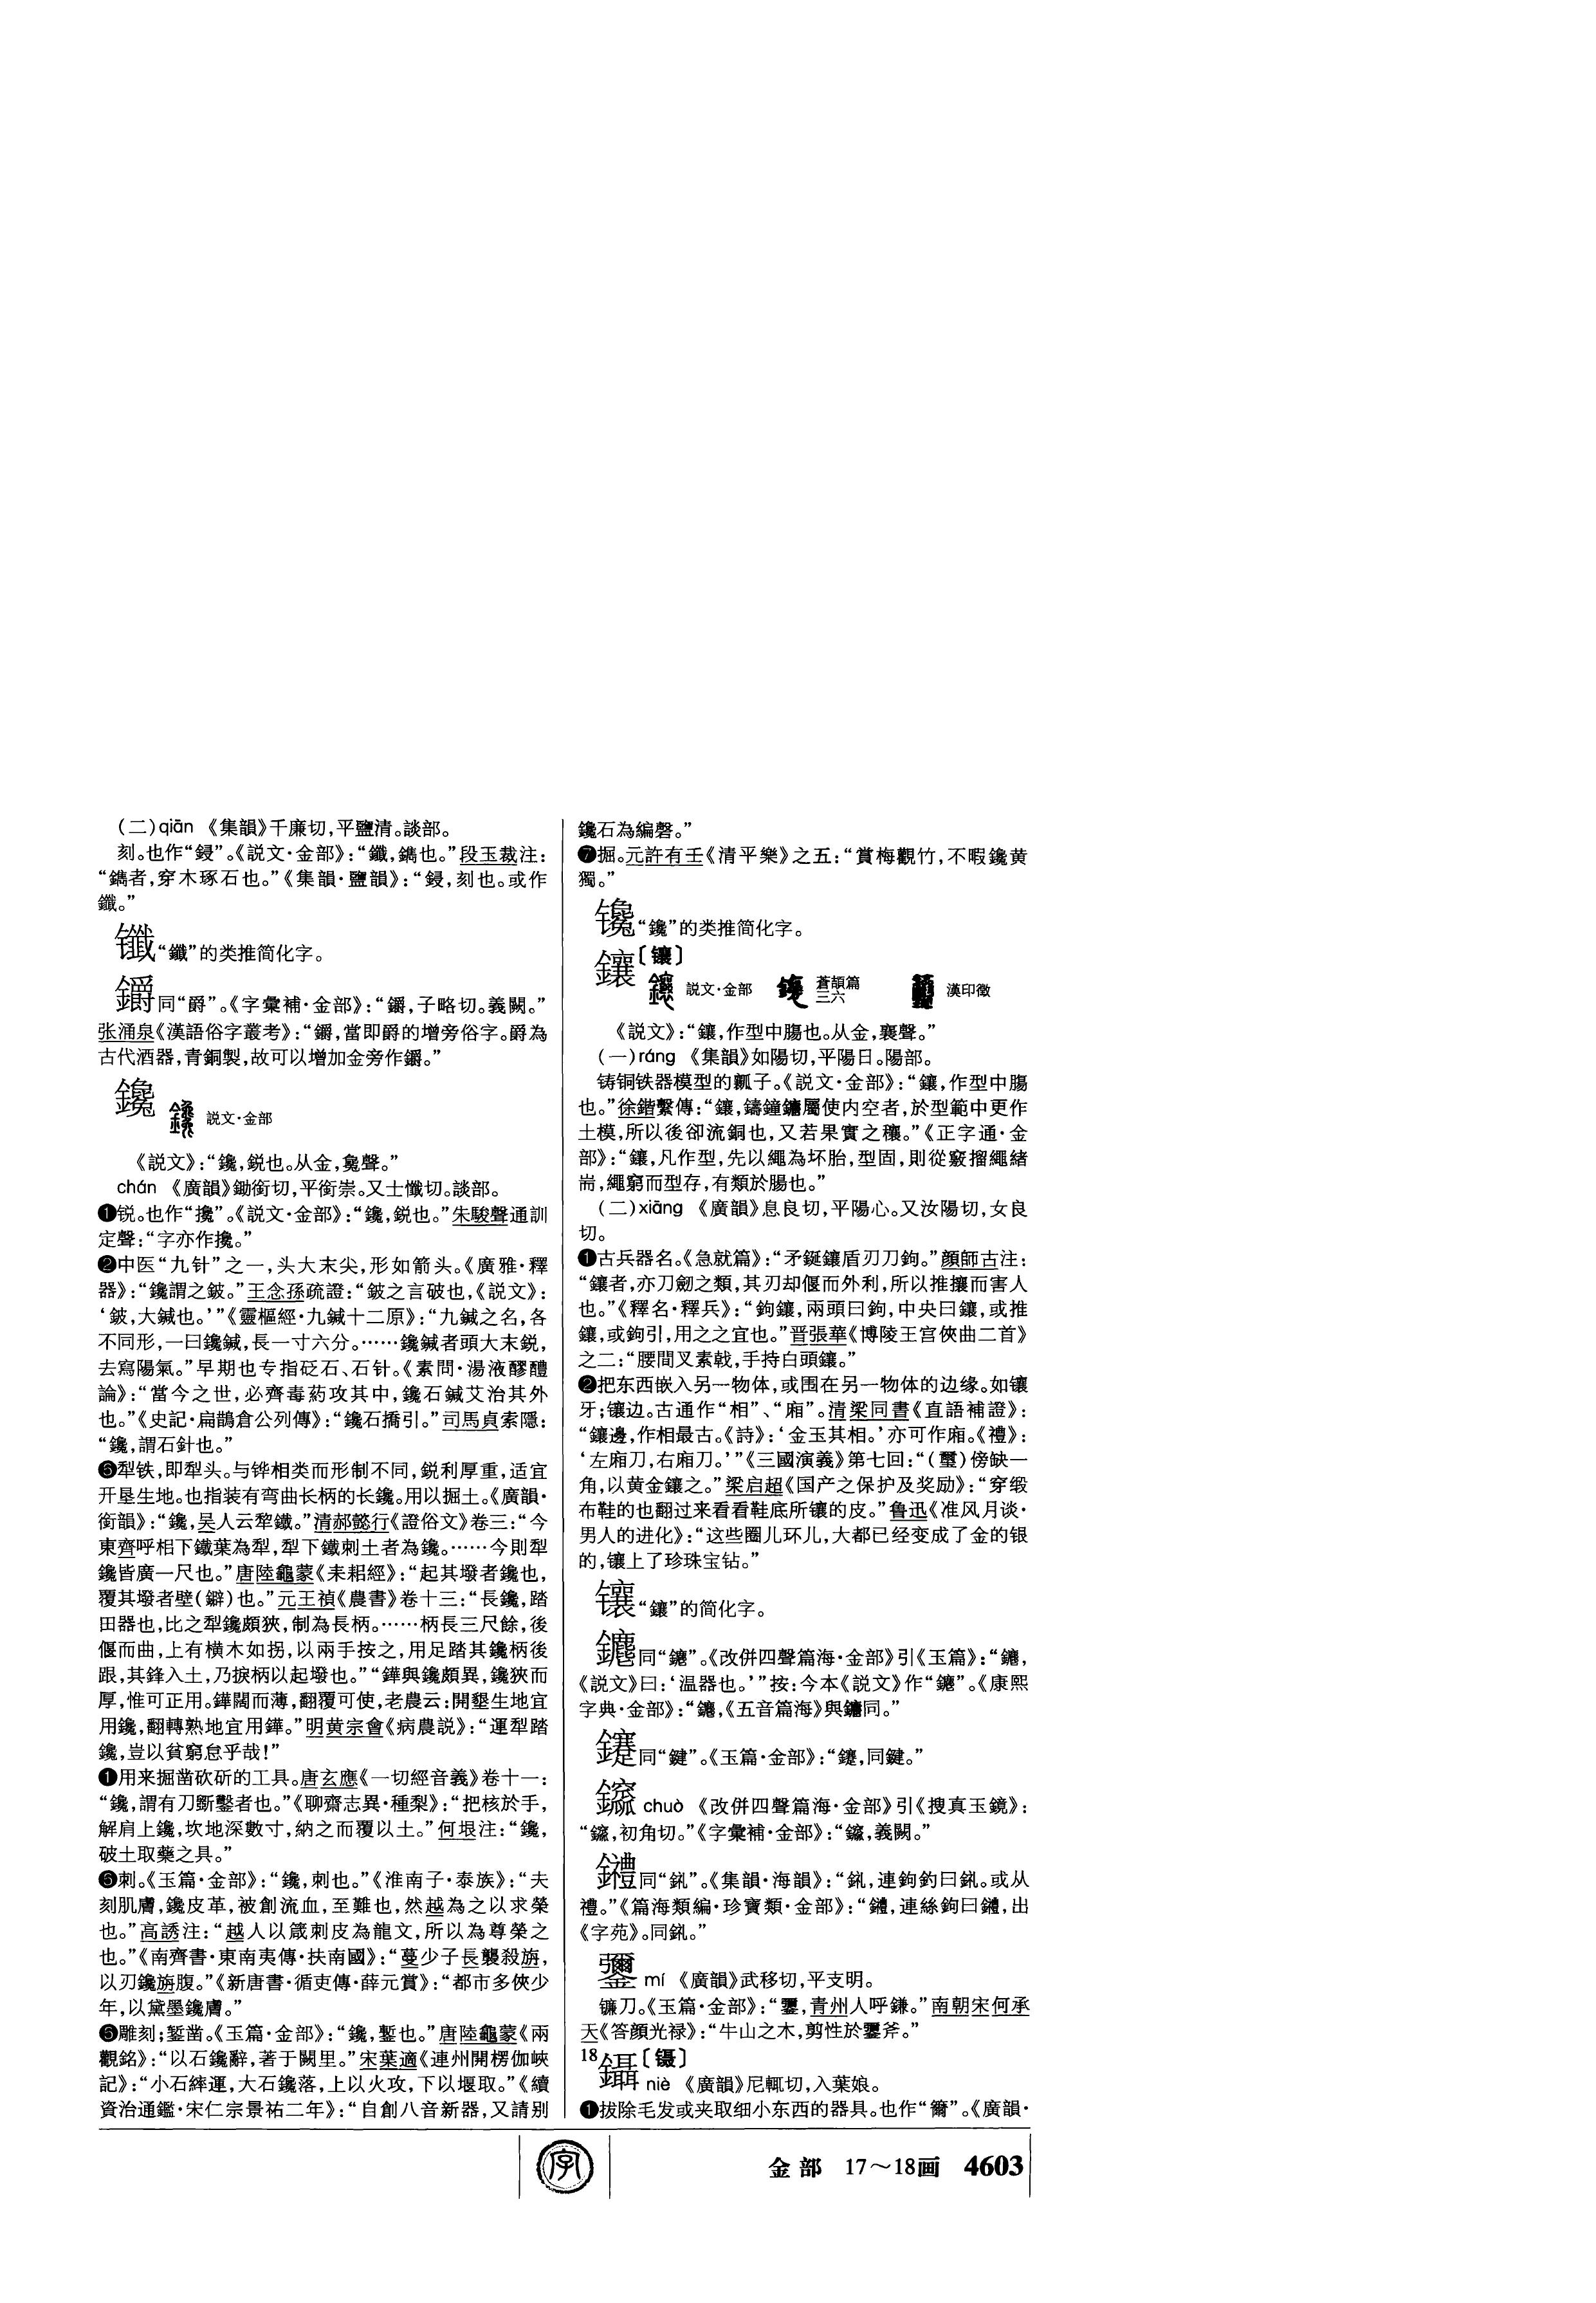 （二）qiān 《集韻》千廉切，平鹽清。談部。
刻。也作“鋟”。《説文·金部》：“鑯，鐫也。”段玉裁注：
“鐫者，穿木琢石也。”《集韻·鹽韻》：“鋟，刻也。或作
鑯。”
“鑯”的类推简化字。
同“爵”。《字彙補·金部》：“，子略切。義闕。”
张涌泉《漢語俗字叢考》：“，當即爵的增旁俗字。爵為
古代酒器，青銅製，故可以增加金旁作。”
鑱 説文·金部
《説文》：“鑱，鋭也。从金，毚聲。”
chán 《廣韻》鋤銜切，平銜崇。又士懺切。談部。
❶锐。也作“攙”。《説文·金部》：“鑱，鋭也。”朱駿聲通訓
定聲：“字亦作攙。”
❷中医“九针”之一，头大末尖，形如箭头。《廣雅·釋
器》：“鑱謂之鈹。”王念孫疏證：“鈹之言破也，《説文》：
‘鈹，大鍼也。’”《靈樞經·九鍼十二原》：“九鍼之名，各
不同形，一曰鑱鍼，長一寸六分。……鑱鍼者頭大末鋭，
去寫陽氣。”早期也专指砭石、石针。《素問·湯液醪醴
論》：“當今之世，必齊毒藥攻其中，鑱石鍼艾治其外
也。”《史記·扁鵲倉公列傳》：“鑱石撟引。”司馬貞索隱：
“鑱，謂石針也。”
❸犁铁，即犁头。与铧相类而形制不同，鋭利厚重，适宜
开垦生地。也指装有弯曲长柄的长鑱。用以掘土。《廣韻·
銜韻》：“鑱，吴人云犂鐵。”清郝懿行《證俗文》卷三：“今
東齊呼相下鐵葉為犁，犁下鐵刺土者為鑱。……今則犁
鑱皆廣一尺也。”唐陸龜蒙《耒耜經》：“起其墢者鑱也，
覆其墢者壁（鐴）也。”元王禎《農書》卷十三：“長鑱，踏
田器也，比之犁鑱頗狹，制為長柄。……柄長三尺餘，後
偃而曲，上有横木如拐，以兩手按之，用足踏其鑱柄後
跟，其鋒入土，乃捩柄以起墢也。”“鏵與鑱頗異，鑱狹而
厚，惟可正用。鏵闊而薄，翻覆可使，老農云：開墾生地宜
用鑱，翻轉熟地宜用鏵。”明黄宗會《病農説》：“運犁踏
鑱，豈以貧窮怠乎哉！”
❶用来掘凿砍斫的工具。唐玄應《一切經音義》卷十一：
“鑱，謂有刀斲鑿者也。”《聊齋志異·種梨》：“把核於手，
解肩上鑱，坎地深數寸，納之而覆以土。”何垠注：“鑱，
破土取藥之具。”
❺刺。《玉篇·金部》：“鑱，刺也。”《淮南子·泰族》：“夫
刻肌膚，鑱皮革，被創流血，至難也，然越為之以求榮
也。”高誘注：“越人以箴刺皮為龍文，所以為尊榮之
也。”《南齊書·東南夷傳·扶南國》：“蔓少子長襲殺旃，
以刃鑱旃腹。”《新唐書·循吏傳·薛元賞》：“都市多俠少
年，以黛墨鑱膚。”
❻雕刻；錾凿。《玉篇·金部》：“鑱，鏨也。”唐陸龜蒙《兩
觀銘》：“以石鑱辭，著于闕里。”宋葉適《連州開楞伽峽
記》：“小石縴運，大石鑱落，上以火攻，下以堰取。”《續
資治通鑑·宋仁宗景祐二年》：“自創八音新器，又請别
鑱石為編磬。”
❼掘。元許有壬《清平樂》之五：“賞梅觀竹，不暇鑱黄
獨。”
镵“鑱”的类推简化字。
鑲〔镶〕
説文·金部 蒼頡篇三六 漢印徵
《説文》：“鑲，作型中腸也。从金，襄聲。”
（一）ráng 《集韻》如陽切，平陽日。陽部。
铸铜铁器模型的瓤子。《説文·金部》：“鑲，作型中腸
也。”徐鍇繫傳：“鑲，鑄鐘鏞屬使内空者，於型範中更作
土模，所以後卻流銅也，又若果實之穰。”《正字通·金
部》：“鑲，凡作型，先以繩為坏胎，型固，則從竅摺繩緒
耑，繩窮而型存，有類於腸也。”
（二）xiāng 《廣韻》息良切，平陽心。又汝陽切，女良
切。
❶古兵器名。《急就篇》：“矛鋋鑲盾刃刀鉤。”顔師古注：
“鑲者，亦刀劒之類，其刃却偃而外利，所以推攘而害人
也。”《釋名·釋兵》：“鉤鑲，兩頭曰鉤，中央曰鑲，或推
鑲，或鉤引，用之之宜也。”晋張華《博陵王宫俠曲二首》
之二：“腰間叉素戟，手持白頭鑲。”
❷把东西嵌入另一物体，或围在另一物体的边缘。如镶
牙；镶边。古通作“相”、“廂”。清梁同書《直語補證》：
“鑲邊，作相最古。《詩》：‘金玉其相。’亦可作廂。《禮》：
‘左廂刀，右廂刀。’”《三國演義》第七回：“（璽）傍缺一
角，以黄金鑲之。”梁启超《国产之保护及奖励》：“穿缎
布鞋的也翻过来看看鞋底所镶的皮。”鲁迅《准风月谈·
男人的进化》：“这些圈儿环儿，大都已经变成了金的银
的，镶上了珍珠宝钻。”
镶“鑲”的简化字。
同“鑣”。《改併四聲篇海·金部》引《玉篇》：“，
《説文》曰：‘温器也。’”按：今本《説文》作“”。《康熙
字典·金部》：“，《五音篇海》與同。”
同“鍵”。《玉篇·金部》：“，同鍵。”
chuò 《改併四聲篇海·金部》引《搜真玉鏡》：
“，初角切。”《字彙補·金部》：“，義闕。”
同“釓”。《集韻·海韻》：“釓，連鉤釣曰釓。或从
禮。”《篇海類編·珍寶類·金部》：“，連絲鉤曰，出
《字苑》。同釓。”
mí 《廣韻》武移切，平支明。
镰刀。《玉篇·金部》：“，青州人呼鎌。”南朝宋何承
天《答顔光禄》：“牛山之木，剪性於斧。”
18 鑷〔镊〕
niè 《廣韻》尼輒切，入葉娘。
❶拔除毛发或夹取细小东西的器具。也作“籋”。《廣韻·
字 金部 17～18画 4603